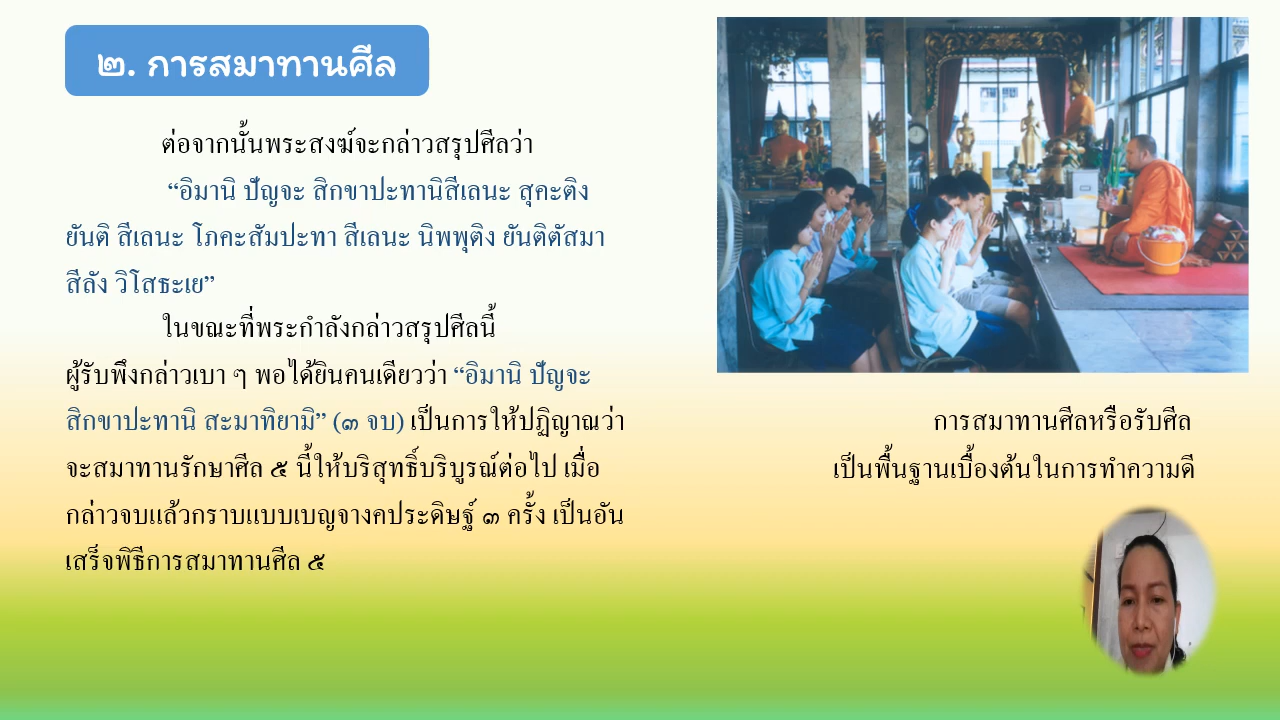 ๒. การสมาทานศีล
ต่อจากนั้นพระสงฆ์จะกล่าวสรุปศีลว่า
“อิมานิ ปัญจะ สิกขาปะทานิสีเลนะ สุคะติง
ยันติ สีเลนะ โภคะสัมปะทา สีเลนะ นิพพุติง ยันติตัสมา
สีลัง วิโสธะเย”
ในขณะที่พระกำลังกล่าวสรุปศีลนี้
ผู้รับพึงกล่าวเบา ๆ พอได้ยินคนเดียวว่า “อิมานิ ปัญจะ
สิกขาปะทานิ สะมาทิยามิ” (๓ จบ) เป็นการให้ปฏิญาณว่า
จะสมาทานรักษาศีล ๕ นี้ให้บริสุทธิ์บริบูรณ์ต่อไป เมื่อ
กล่าวจบแล้วกราบแบบเบญจางคประดิษฐ์ ๓ ครั้ง เป็นอัน
เสร็จพิธีการสมาทานศีล ๕
การสมาทานศีลหรือรับศีล
เป็นพื้นฐานเบื้องต้นในการทำความดี